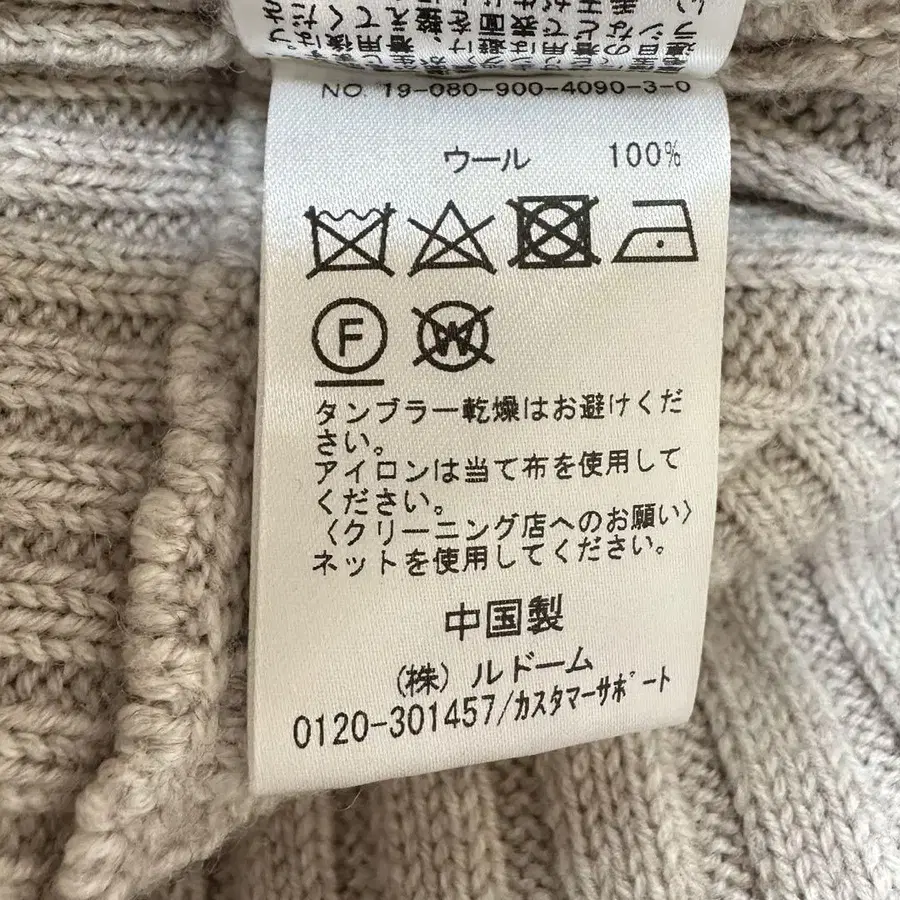 NO. 19-080-900-4090-3-0
ウール 100%
F
W
タンブラー乾燥はお避けくだ
さい。
アイロンは当て布を使用して
ください。
〈クリーニング店へのお願い〉
ネットを使用してください。
中国製
(株)ルドーム
0120-301457/カスタマーサポート